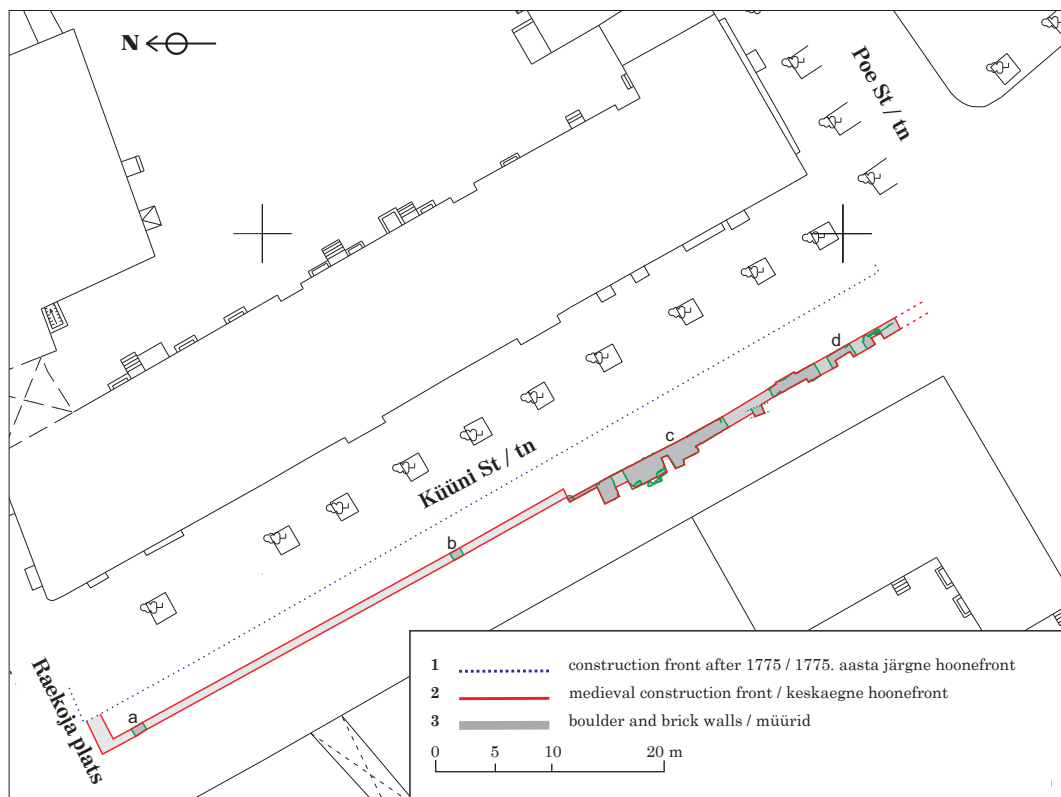 N
Poe St / tn
d
c
Küüni St / tn
b
a
Raekoja plats
1 construction front after 1775 / 1775. aasta järgne hoonefront
2 medieval construction front / keskaegne hoonefront
3 boulder and brick walls / müürid
0 5 10 20 m